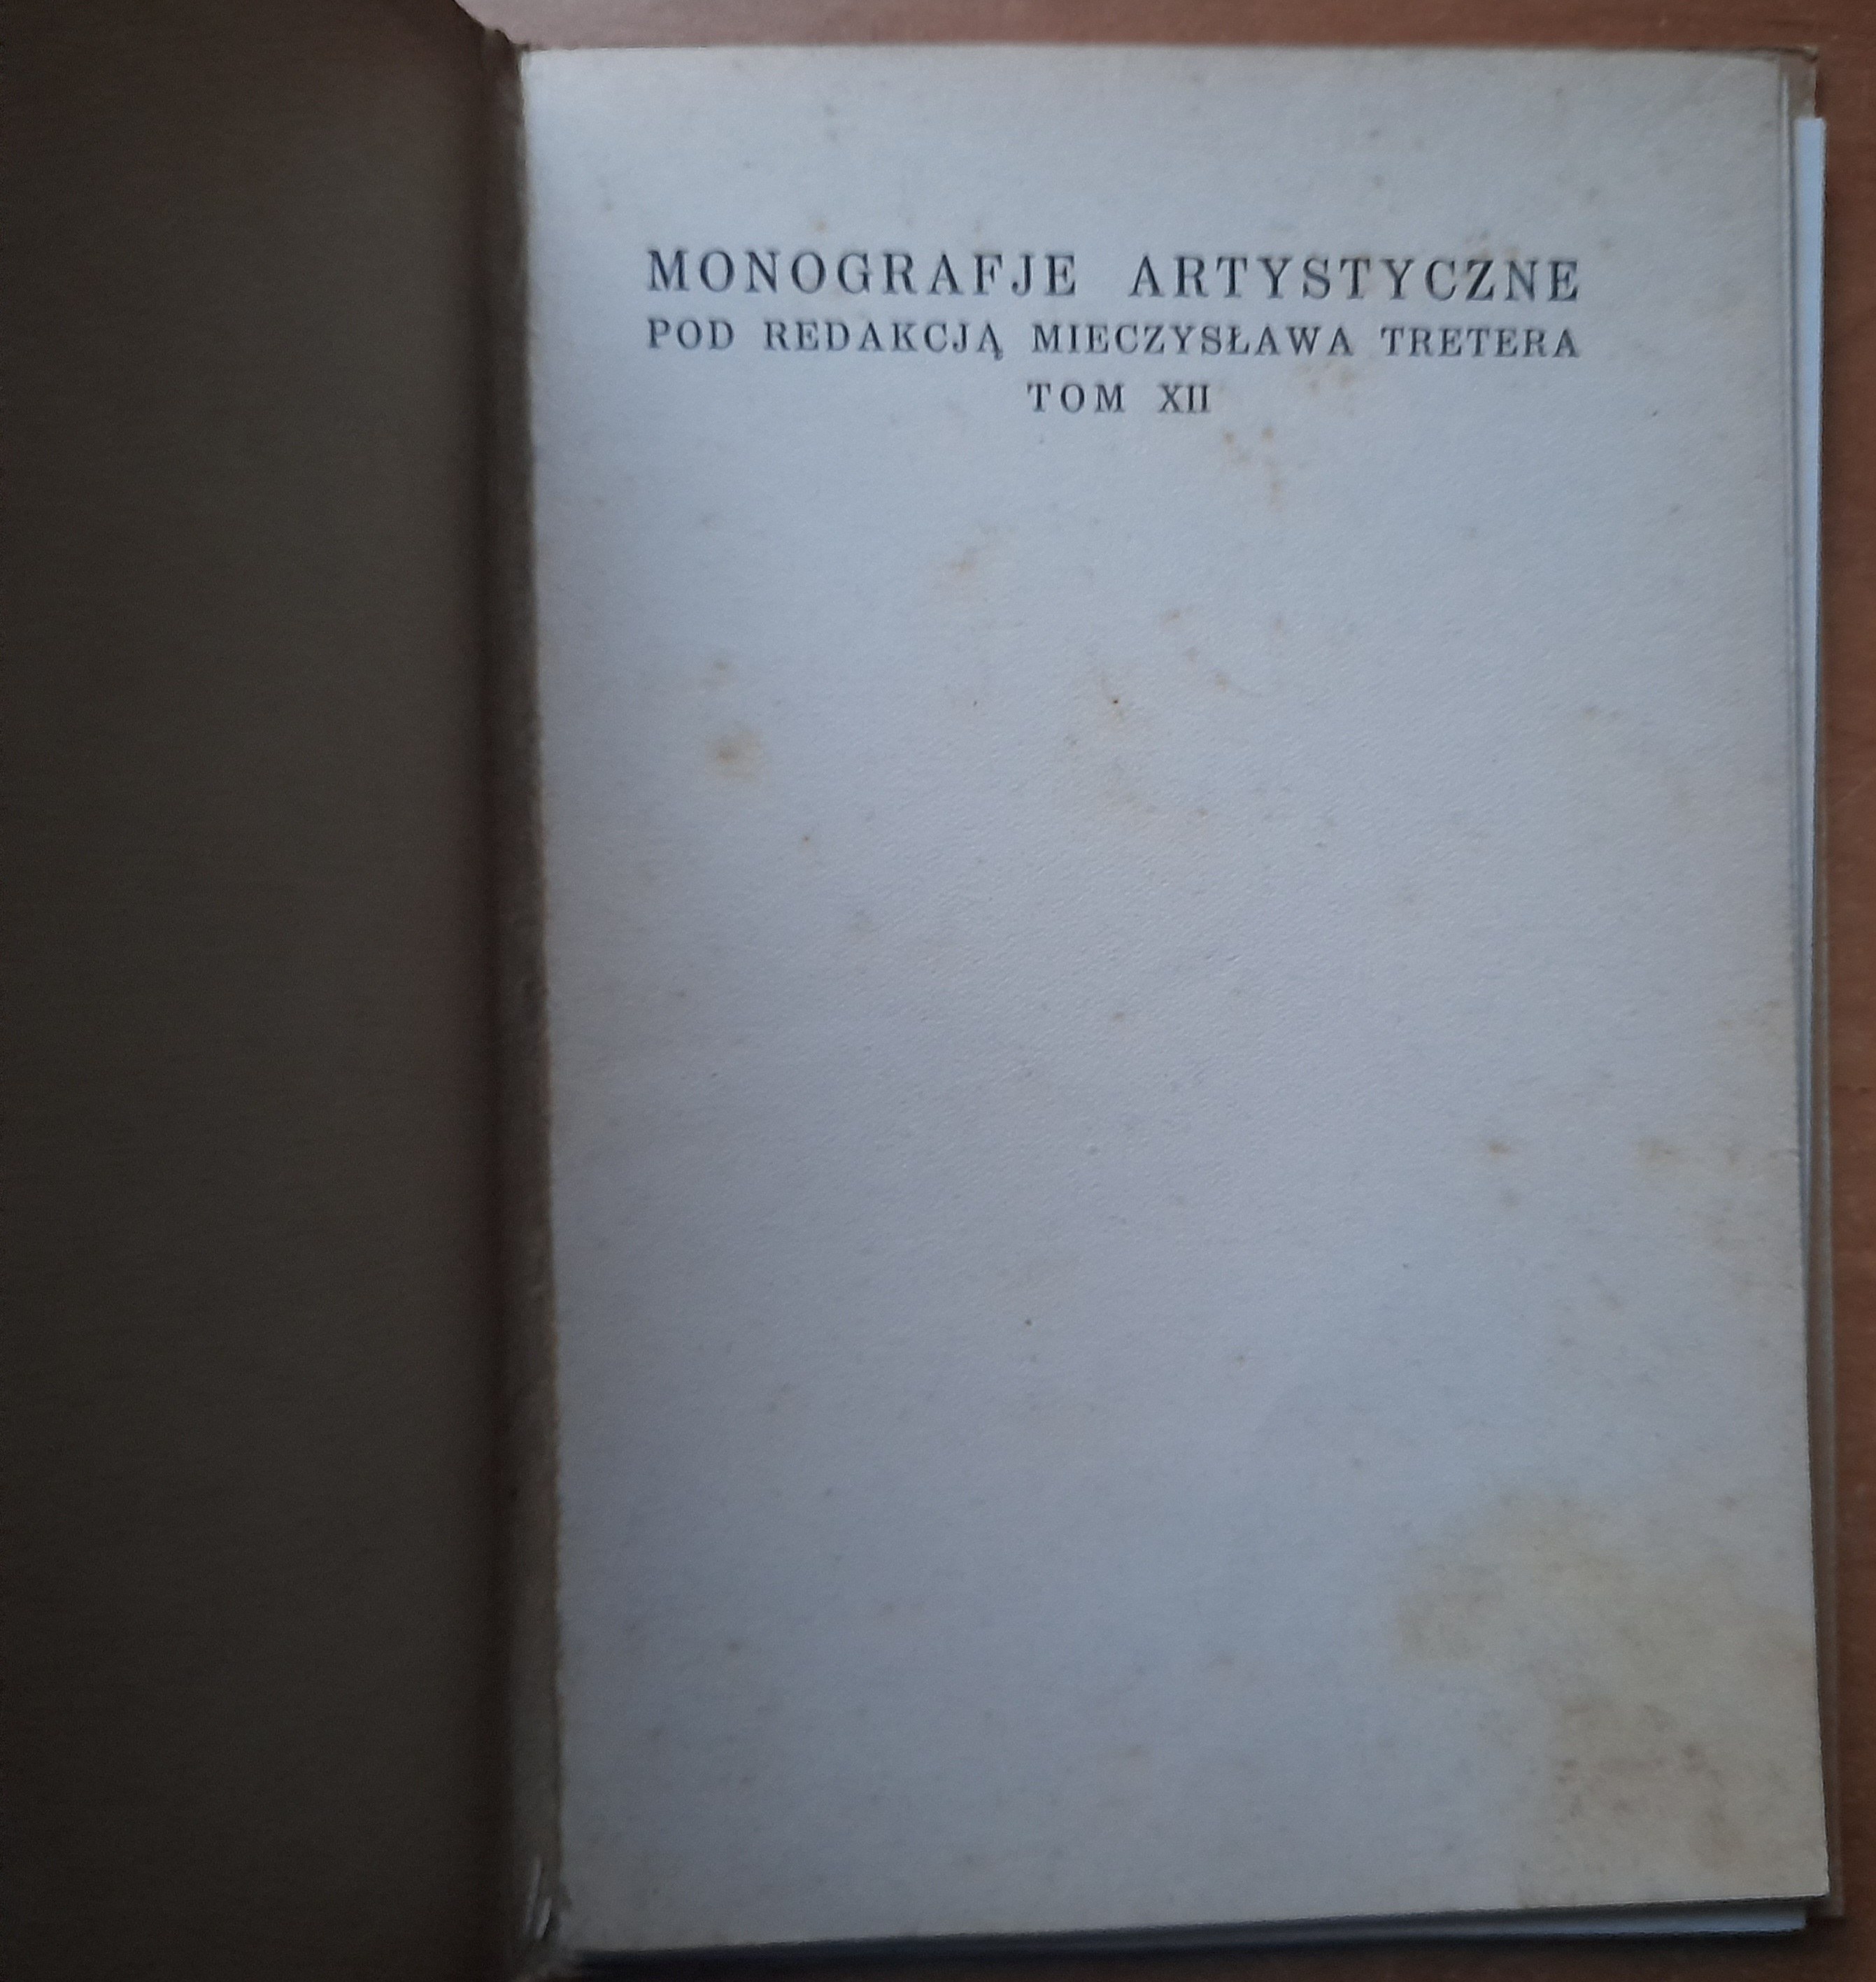 MONOGRAFJE ARTYSTYCZNE
POD REDAKCJĄ MIECZYSŁAWA TRETERA
TOM XII